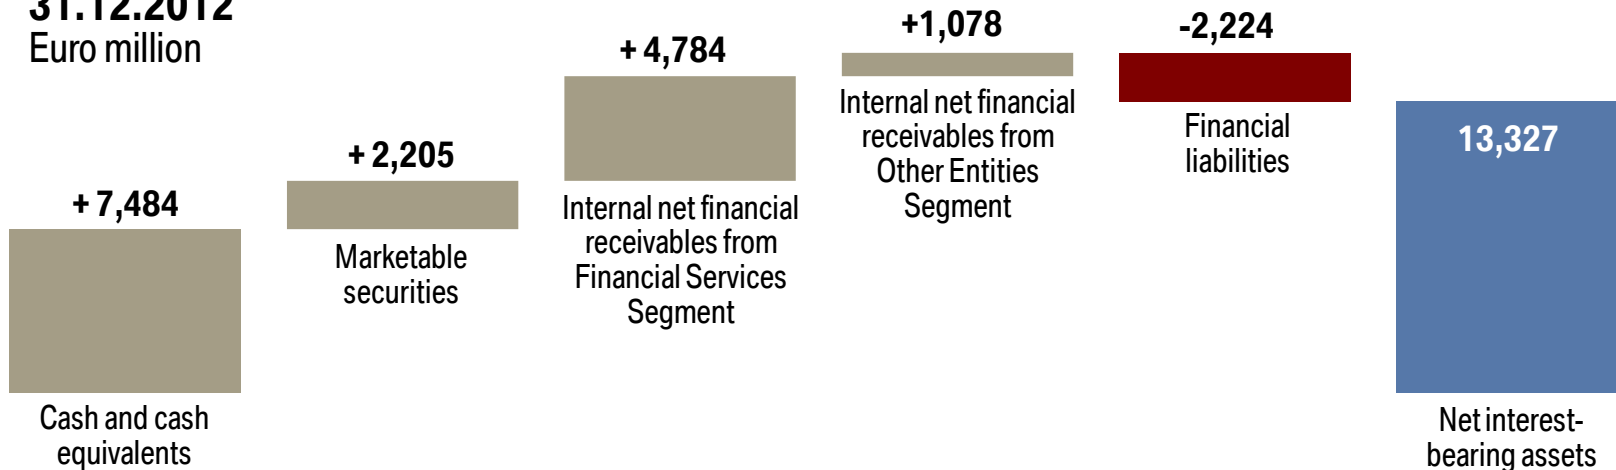 31.12.2012
Euro million
+ 7,484
Cash and cash
equivalents
+ 2,205
Marketable
securities
+ 4,784
Internal net financial
receivables from
Financial Services
Segment
+1,078
Internal net financial
receivables from
Other Entities
Segment
-2,224
Financial
liabilities
13,327
Net interest-
bearing assets